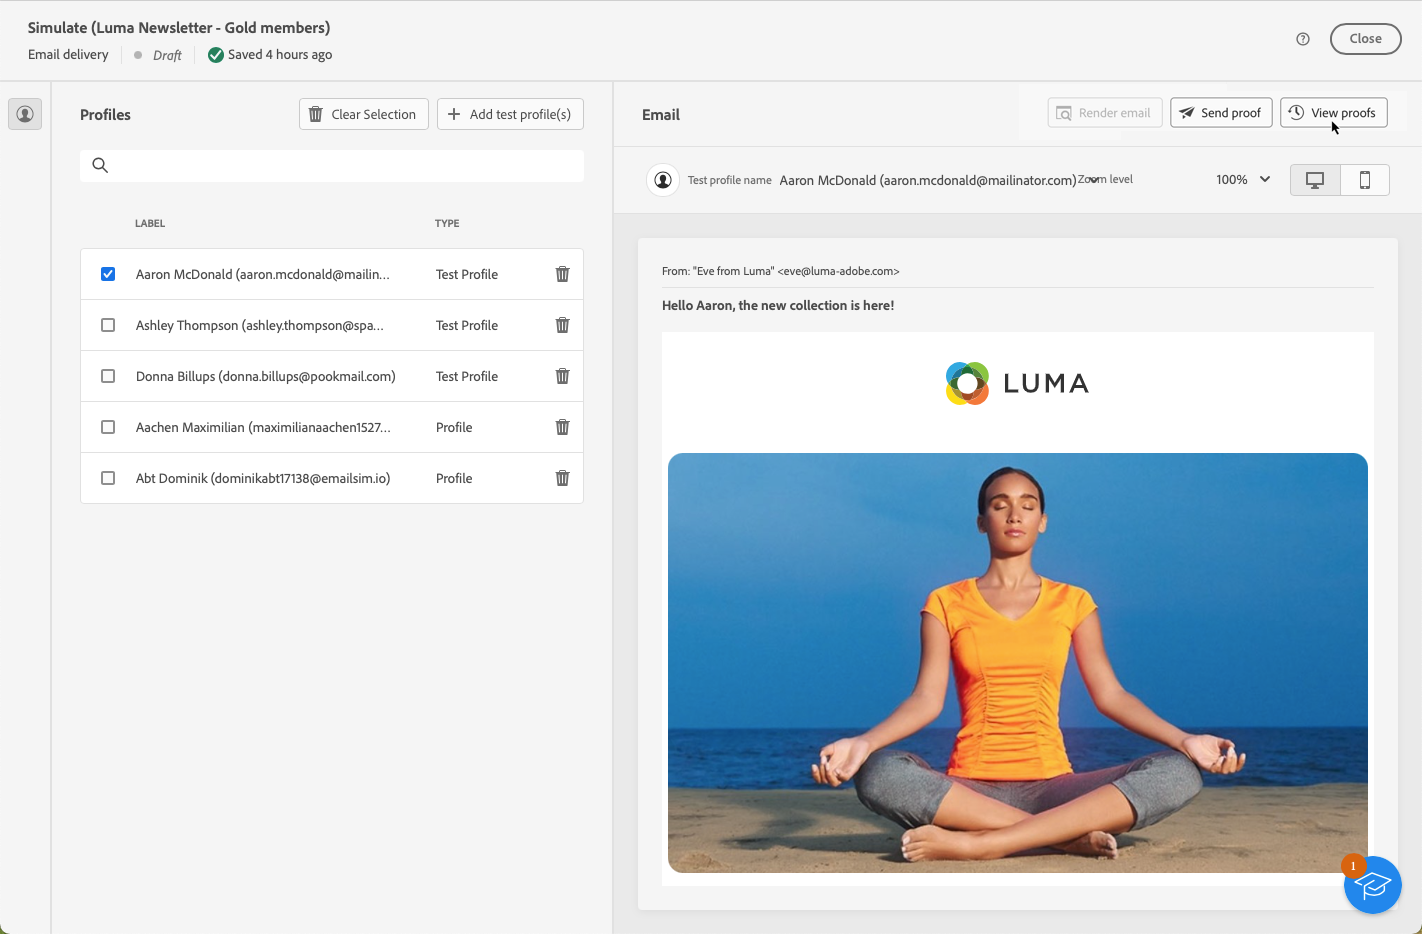 Simulate (Luma Newsletter - Gold members)
Email delivery
Draft
Saved 4 hours ago
Close
Profiles
Clear Selection
Add test profile(s)
LABEL
TYPE
Aaron McDonald (aaron.mcdonald@mailin...
Test Profile
Ashley Thompson (ashley.thompson@spa...
Test Profile
Donna Billups (donna.billups@pookmail.com)
Test Profile
Aachen Maximilian (maximilianaachen1527...
Profile
Abt Dominik (dominikabt17138@emailsim.io)
Profile
Email
Render email
Send proof
View proofs
Test profile name
Aaron McDonald (aaron.mcdonald@mailinator.com)
Zoom level
100%
From: "Eve from Luma" <eve@luma-adobe.com>
Hello Aaron, the new collection is here!
LUMA
1